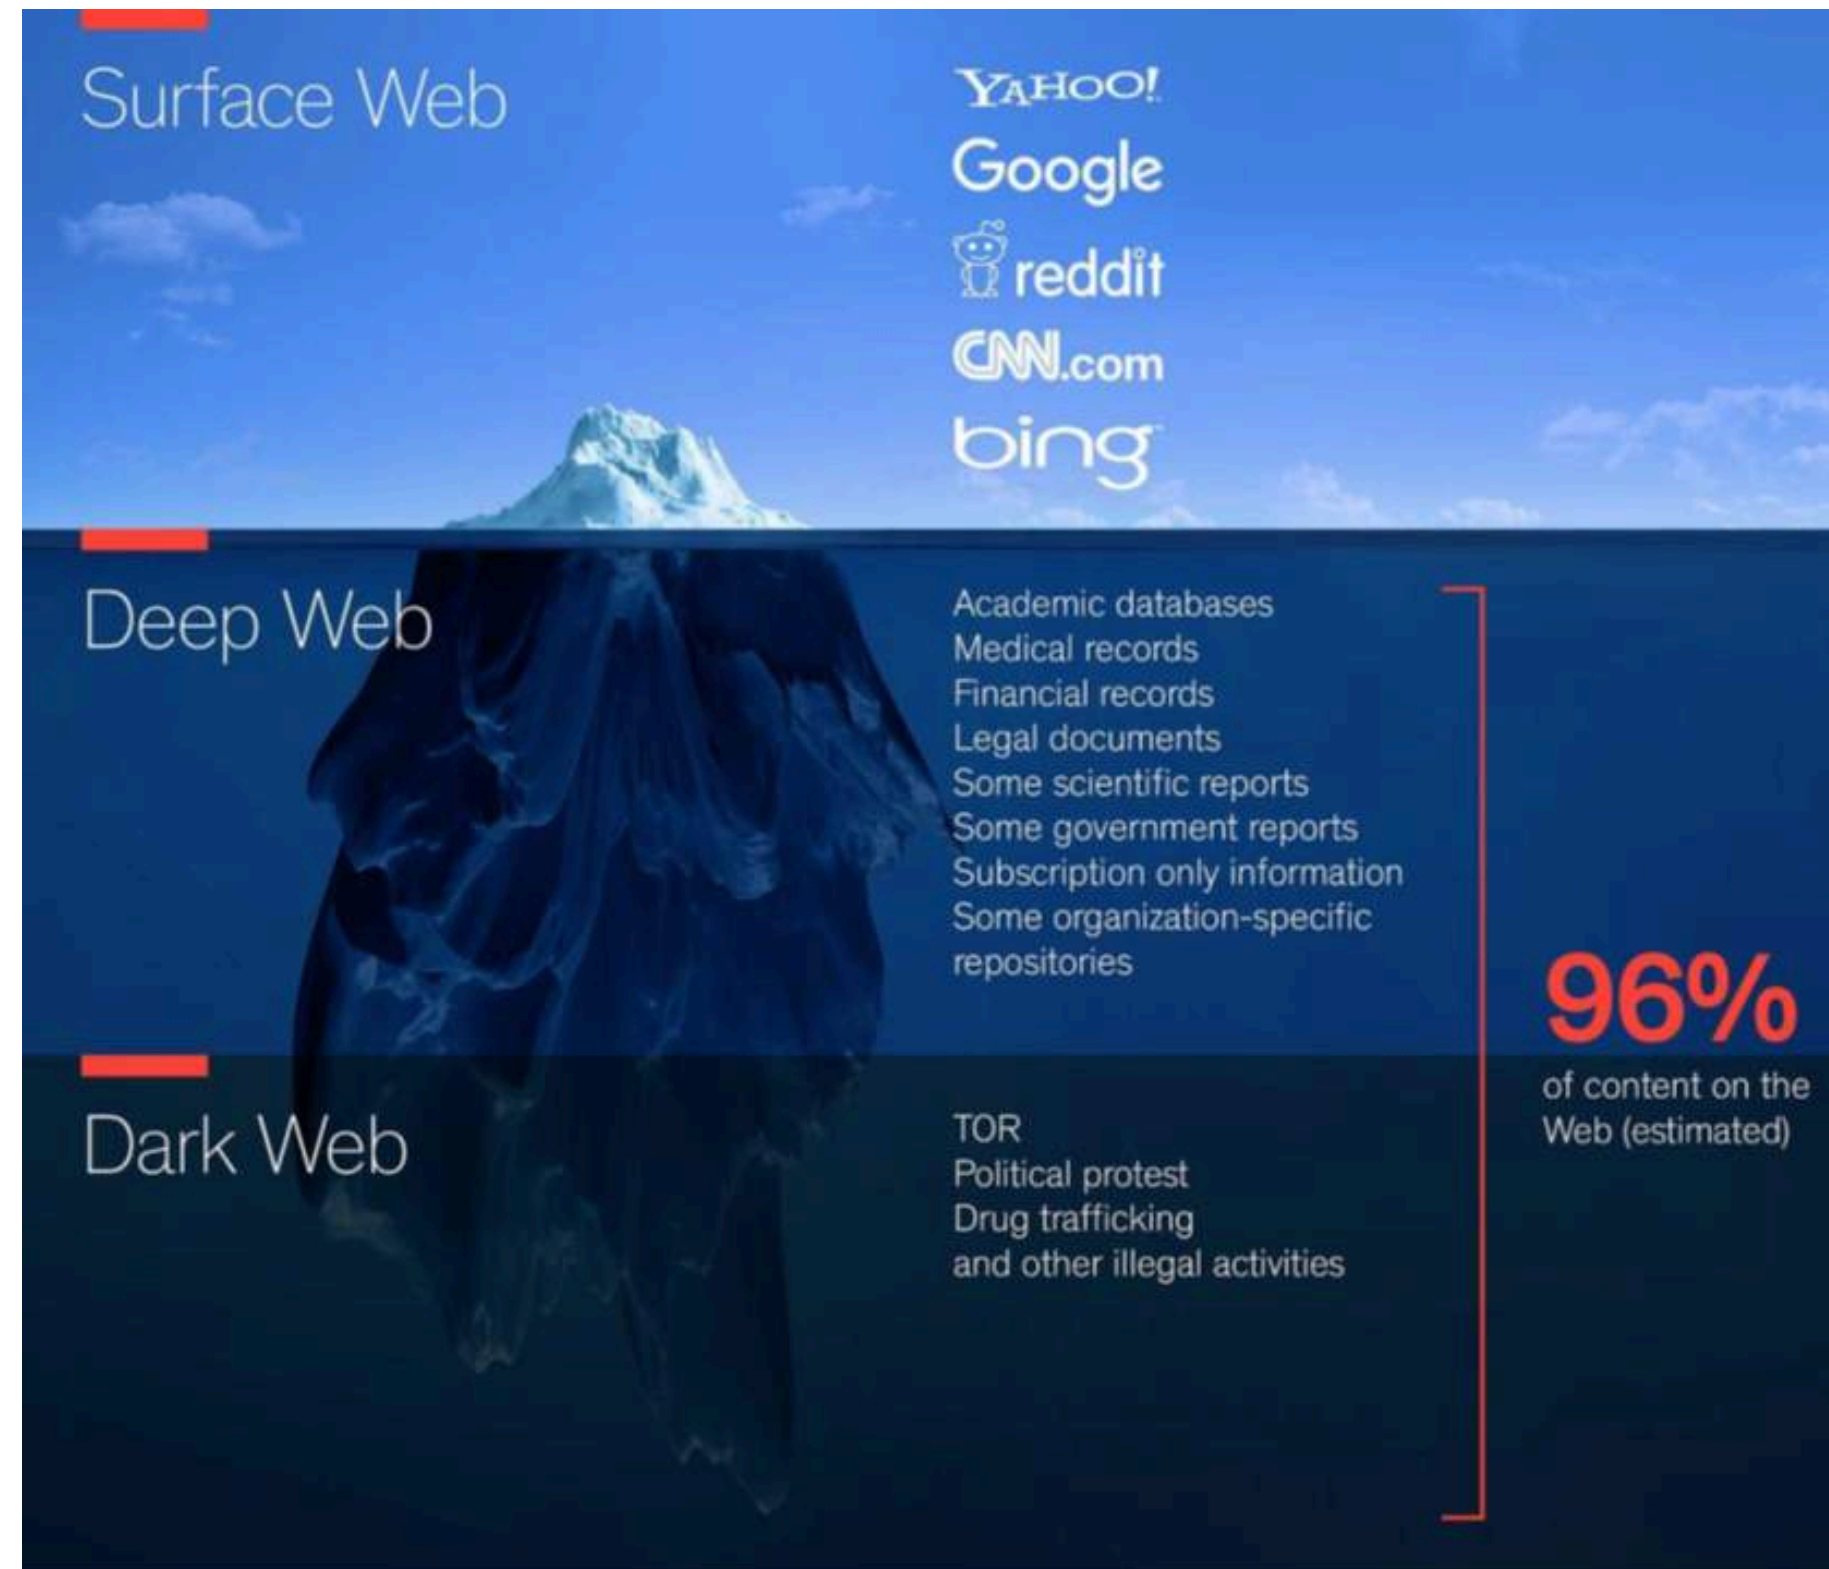 Surface Web
YAHOO!
Google
reddit
CNN.com
bing
Deep Web
Academic databases
Medical records
Financial records
Legal documents
Some scientific reports
Some government reports
Subscription only information
Some organization-specific
repositories
96%
of content on the
Web (estimated)
Dark Web
TOR
Political protest
Drug trafficking
and other illegal activities